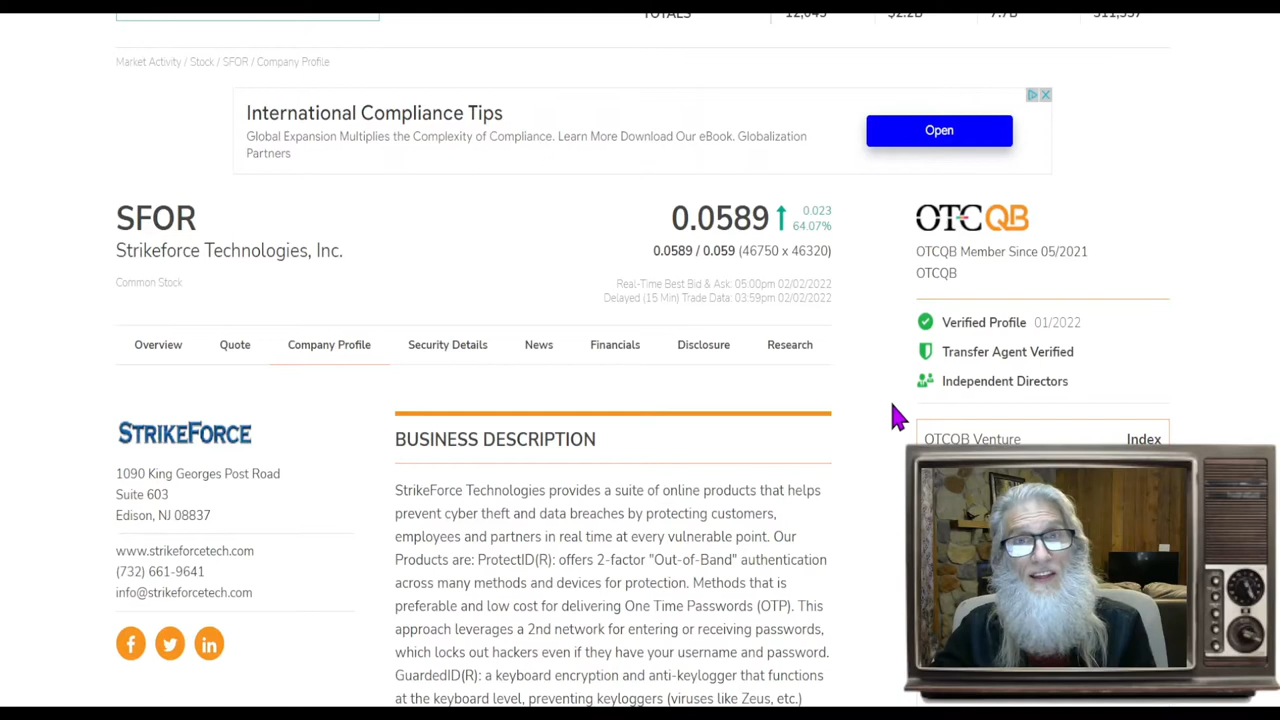 TOTALS 12,043 $2.2B 7.7B 311,337
Market Activity / Stock / SFOR / Company Profile
International Compliance Tips
Global Expansion Multiplies the Complexity of Compliance. Learn More Download Our eBook. Globalization
Partners
Open
SFOR
Strikeforce Technologies, Inc.
Common Stock
0.0589
0.023
64.07%
0.0589 / 0.059 (46750 x 46320)
Real-Time Best Bid & Ask: 05:00pm 02/02/2022
Delayed (15 Min) Trade Data: 03:59pm 02/02/2022
OTCQB
OTCQB Member Since 05/2021
OTCQB
Verified Profile 01/2022
Transfer Agent Verified
Independent Directors
OTCQB Venture Index
Overview Quote Company Profile Security Details News Financials Disclosure Research
STRIKEFORCE
1090 King Georges Post Road
Suite 603
Edison, NJ 08837
www.strikeforcetech.com
(732) 661-9641
info@strikeforcetech.com
BUSINESS DESCRIPTION
StrikeForce Technologies provides a suite of online products that helps
prevent cyber theft and data breaches by protecting customers,
employees and partners in real time at every vulnerable point. Our
Products are: ProtectID(R): offers 2-factor "Out-of-Band" authentication
across many methods and devices for protection. Methods that is
preferable and low cost for delivering One Time Passwords (OTP). This
approach leverages a 2nd network for entering or receiving passwords,
which locks out hackers even if they have your username and password.
GuardedID(R): a keyboard encryption and anti-keylogger that functions
at the keyboard level, preventing keyloggers (viruses like Zeus, etc.)